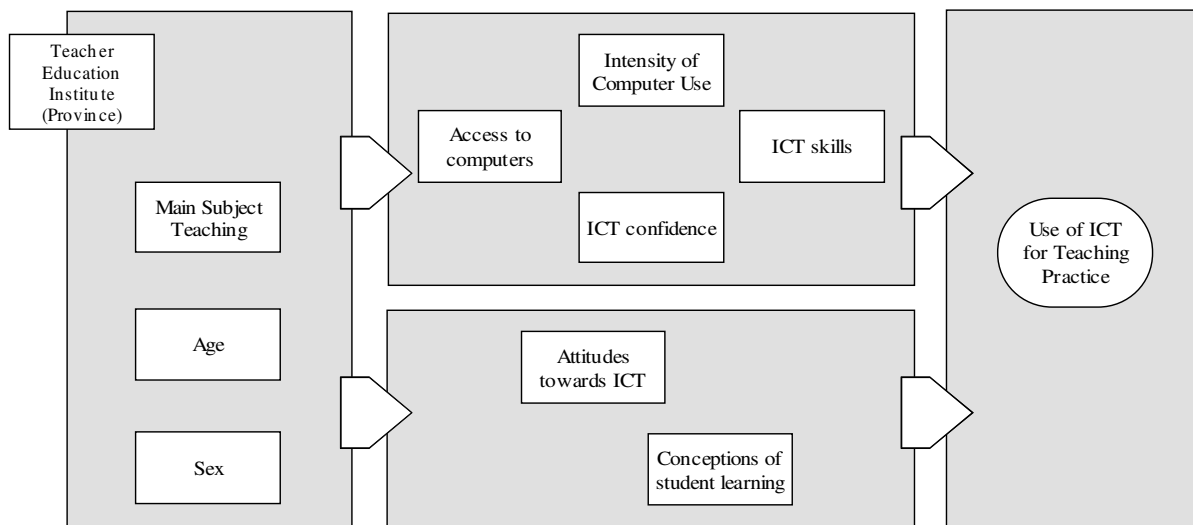 Teacher
Education
Institute
(Province)
Main Subject
Teaching
Age
Sex
Intensity of
Computer Use
Access to
computers
ICT skills
ICT confidence
Attitudes
towards ICT
Conceptions of
student learning
Use of ICT
for Teaching
Practice